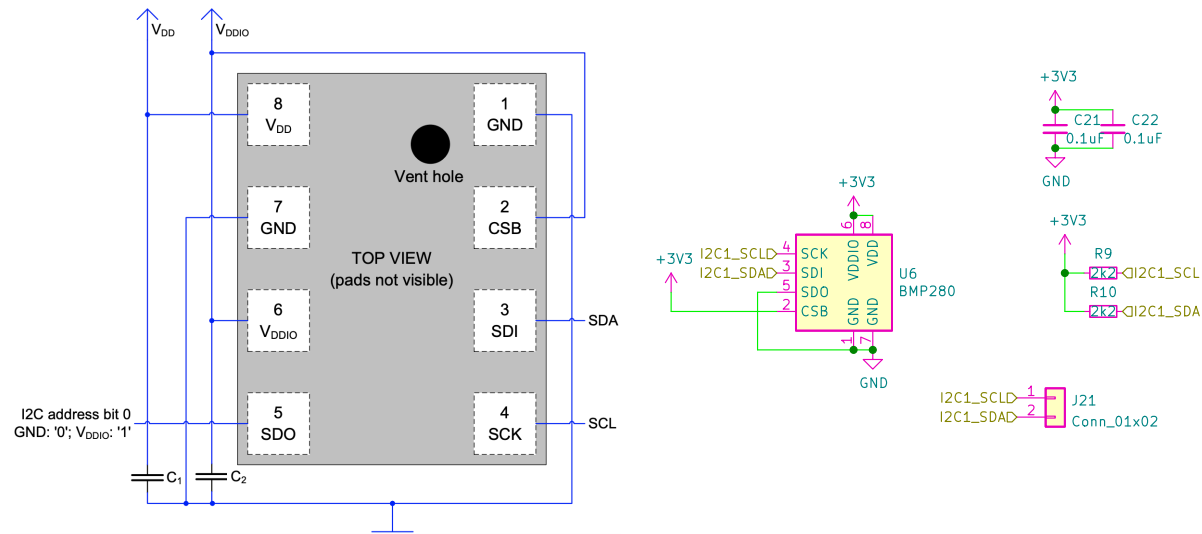 VDD
VDDIO
8
VDD
1
GND
Vent hole
7
GND
2
CSB
TOP VIEW
(pads not visible)
6
VDDIO
3
SDI
SDA
I2C address bit 0
GND: '0'; VDDIO: '1'
5
SDO
4
SCK
SCL
C1
C2
+3V3
C21
0.1uF
C22
0.1uF
GND
+3V3
6
8
I2C1_SCL
4
SCK
I2C1_SDA
3
SDI
5
SDO
2
CSB
VDDIO
VDD
GND
GND
1
7
+3V3
U6
BMP280
GND
+3V3
R9
2k2
I2C1_SCL
R10
2k2
I2C1_SDA
I2C1_SCL
1
I2C1_SDA
2
J21
Conn_01x02